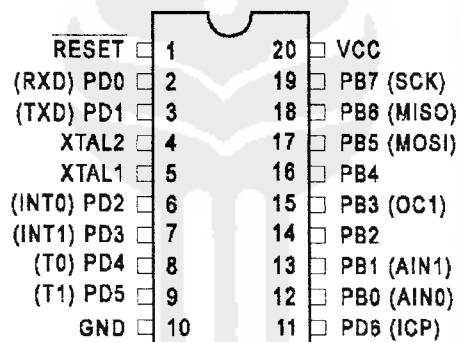 RESET 1 20 VCC
(RXD) PD0 2 19 PB7 (SCK)
(TXD) PD1 3 18 PB6 (MISO)
XTAL2 4 17 PB5 (MOSI)
XTAL1 5 16 PB4
(INT0) PD2 6 15 PB3 (OC1)
(INT1) PD3 7 14 PB2
(T0) PD4 8 13 PB1 (AIN1)
(T1) PD5 9 12 PB0 (AIN0)
GND 10 11 PD6 (ICP)